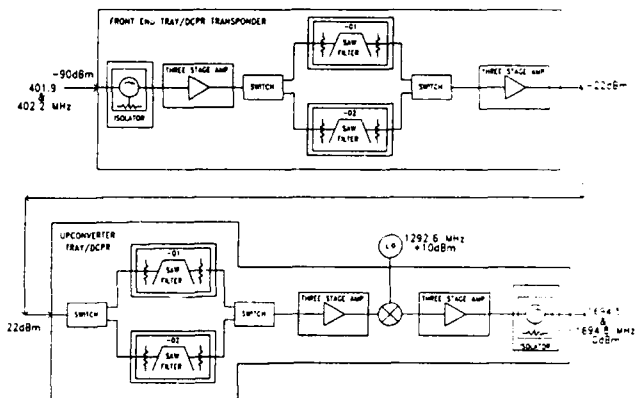 FRONT END TRAY/DCPR TRANSPONDER
-90dBm
401.9
&
402.2 MHz
ISOLATOR
THREE STAGE AMP
SWITCH
-01
SAW
FILTER
-02
SAW
FILTER
SWITCH
THREE STAGE AMP
-22dBm
UPCONVERTER
TRAY/DCPR
22dBm
SWITCH
-01
SAW
FILTER
-02
SAW
FILTER
SWITCH
THREE STAGE AMP
LO
1292.6 MHz
+10dBm
THREE STAGE AMP
ISOLATOR
&
MHz